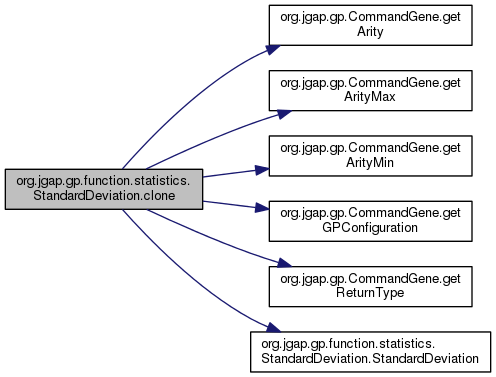 org.jgap.gp.CommandGene.get
Arity
org.jgap.gp.CommandGene.get
ArityMax
org.jgap.gp.CommandGene.get
ArityMin
org.jgap.gp.function.statistics.
StandardDeviation.clone
org.jgap.gp.CommandGene.get
GPConfiguration
org.jgap.gp.CommandGene.get
ReturnType
org.jgap.gp.function.statistics.
StandardDeviation.StandardDeviation